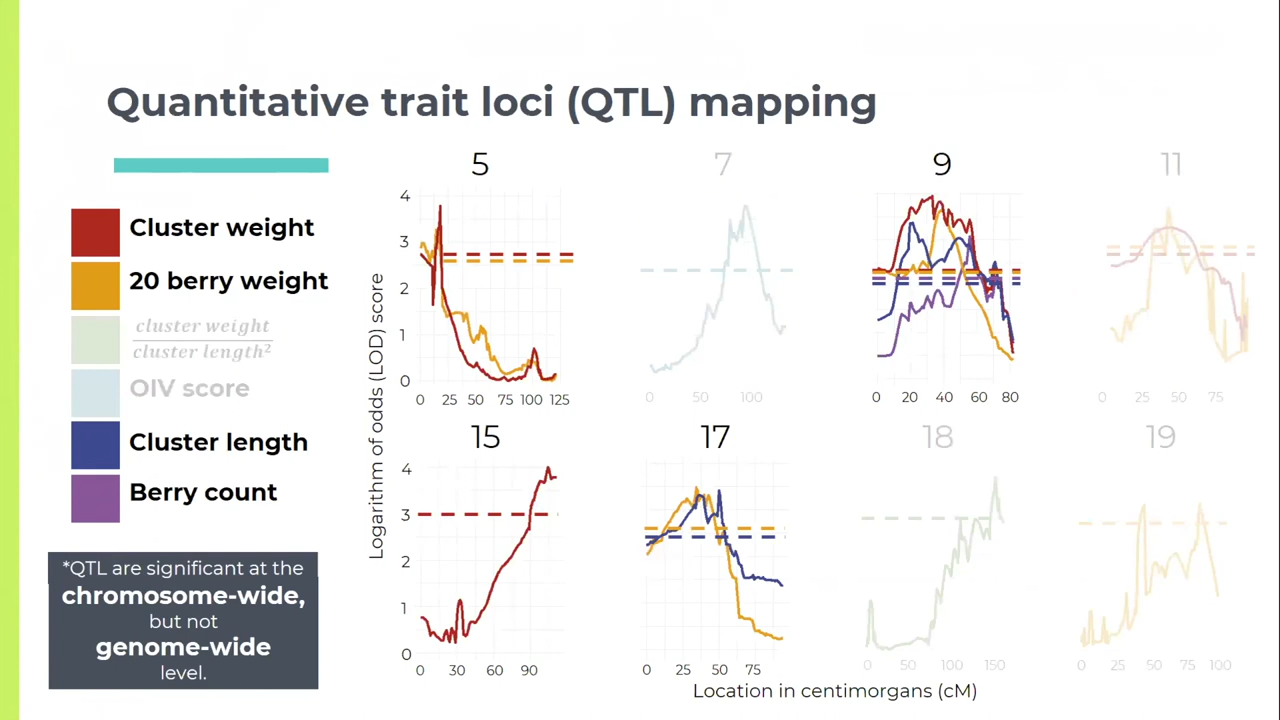 Quantitative trait loci (QTL) mapping
Cluster weight
20 berry weight
cluster weight
cluster length²
OIV score
Cluster length
Berry count
*QTL are significant at the
chromosome-wide,
but not
genome-wide
level.
Logarithm of odds (LOD) score
5
4
3
2
1
0
0 25 50 75 100 125
7
0 50 100
9
0 20 40 60 80
11
0 25 50 75
15
4
3
2
1
0
0 30 60 90
17
0 25 50 75
18
0 50 100 150
19
0 25 50 75 100
Location in centimorgans (cM)